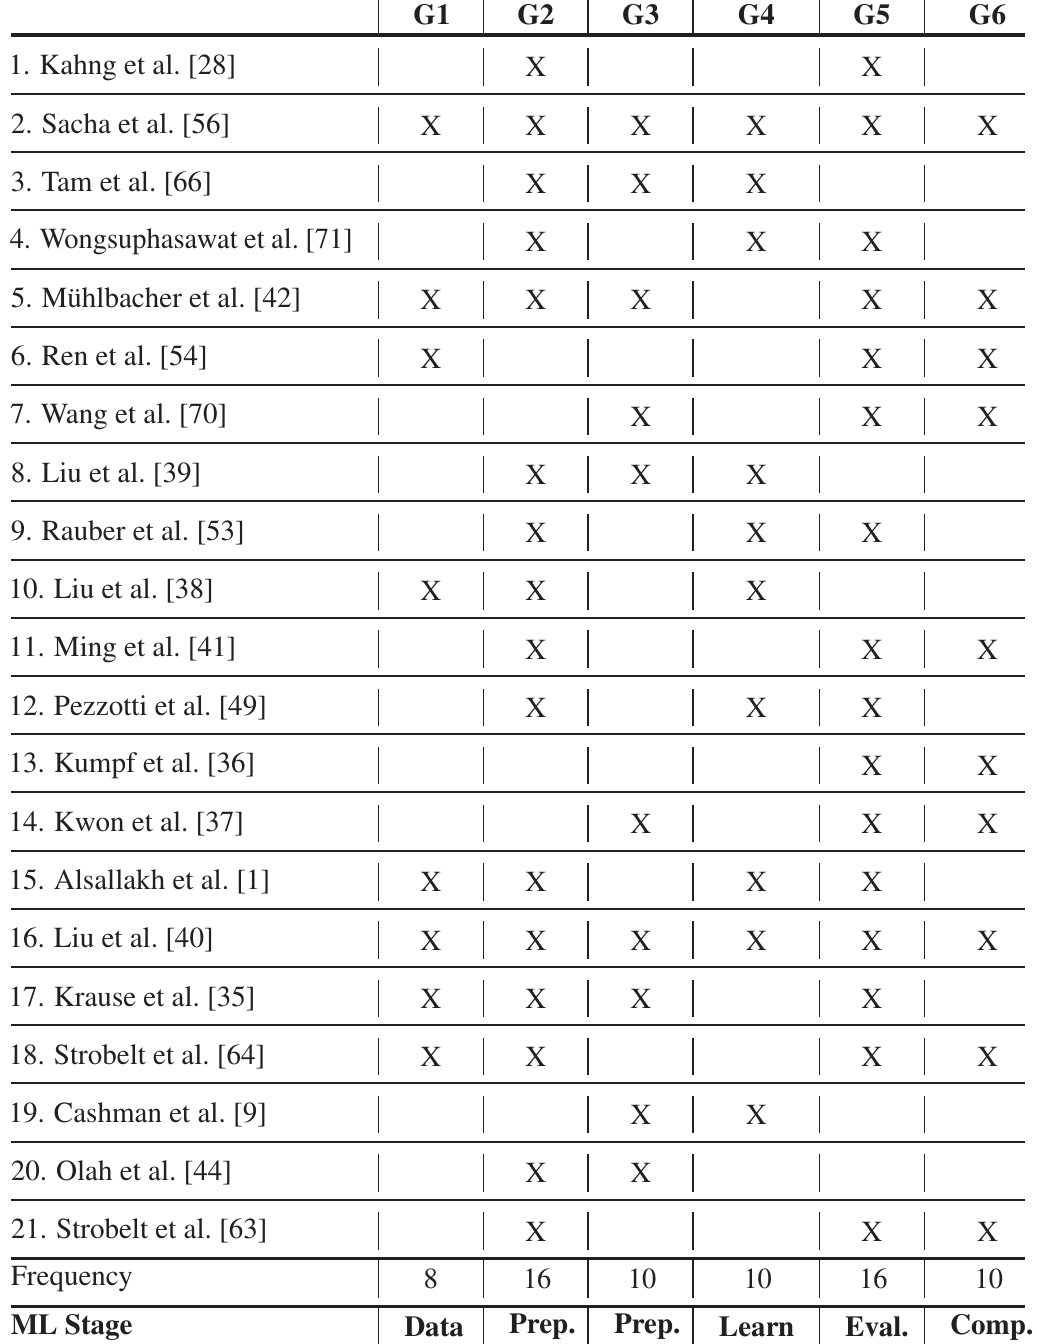 G1 G2 G3 G4 G5 G6
1. Kahng et al. [28] X X
2. Sacha et al. [56] X X X X X X
3. Tam et al. [66] X X X
4. Wongsuphasawat et al. [71] X X X
5. Mühlbacher et al. [42] X X X X X
6. Ren et al. [54] X X X
7. Wang et al. [70] X X X
8. Liu et al. [39] X X X
9. Rauber et al. [53] X X X
10. Liu et al. [38] X X X
11. Ming et al. [41] X X X
12. Pezzotti et al. [49] X X X
13. Kumpf et al. [36] X X
14. Kwon et al. [37] X X X
15. Alsallakh et al. [1] X X X X
16. Liu et al. [40] X X X X X X
17. Krause et al. [35] X X X X
18. Strobelt et al. [64] X X X X
19. Cashman et al. [9] X X
20. Olah et al. [44] X X
21. Strobelt et al. [63] X X X
Frequency 8 16 10 10 16 10
ML Stage Data Prep. Prep. Learn Eval. Comp.